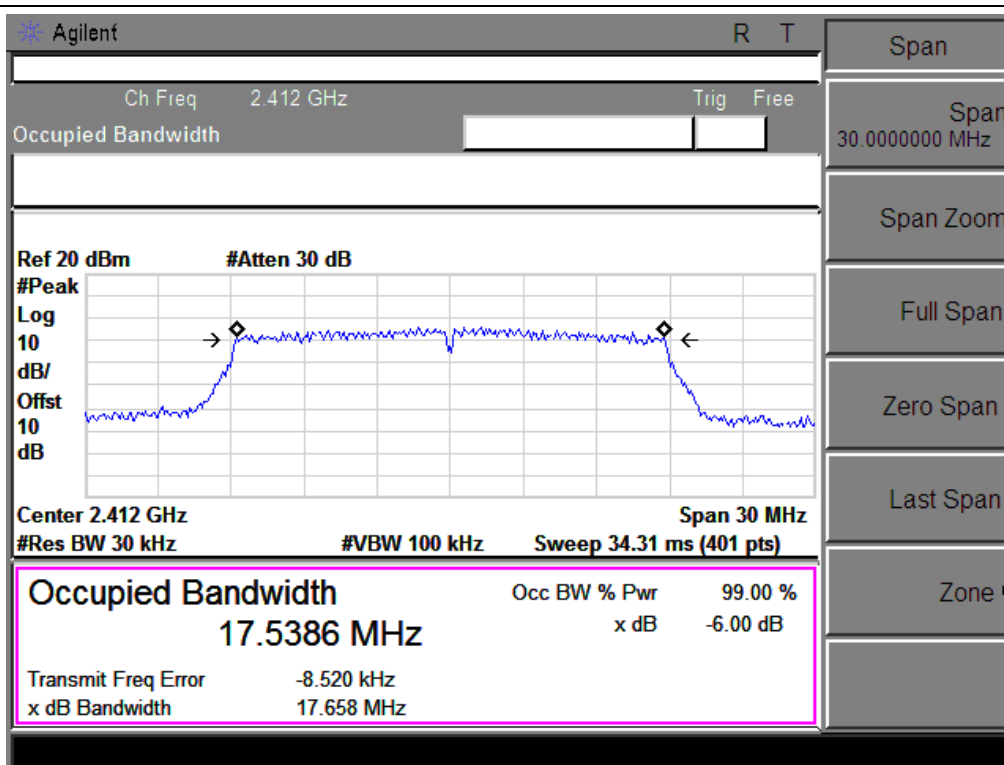 Agilent R T
Ch Freq 2.412 GHz Trig Free
Occupied Bandwidth
Ref 20 dBm #Atten 30 dB
#Peak
Log
10
dB/
Offst
10
dB
Center 2.412 GHz Span 30 MHz
#Res BW 30 kHz #VBW 100 kHz Sweep 34.31 ms (401 pts)
Occupied Bandwidth Occ BW % Pwr 99.00 %
17.5386 MHz x dB -6.00 dB
Transmit Freq Error -8.520 kHz
x dB Bandwidth 17.658 MHz
Span
Span
30.0000000 MHz
Span Zoom
Full Span
Zero Span
Last Span
Zone